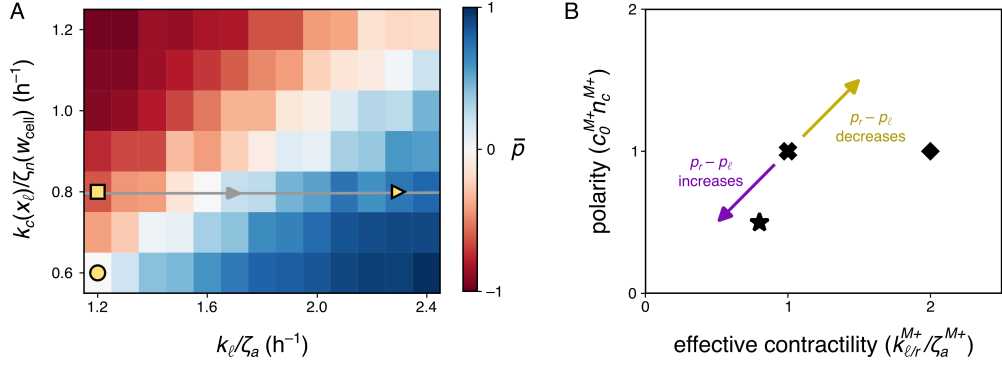 A
1.2
1.0
0.8
0.6
k_c(x_ℓ)/ζ_n(w_cell) (h⁻¹)
1.2
1.6
2.0
2.4
k_ℓ/ζ_a (h⁻¹)
1
0
−1
p̄
B
2
1
0
polarity (c₀^{M+} n_c^{M+})
p_r − p_ℓ
decreases
p_r − p_ℓ
increases
0
1
2
effective contractility (k_{ℓ/r}^{M+}/ζ_a^{M+})